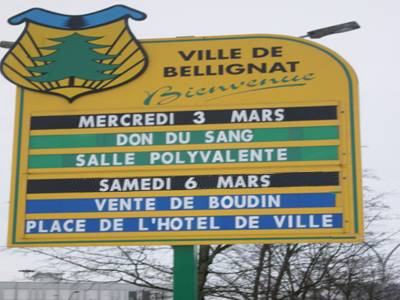 VILLE DE
BELLIGNAT
Bienvenue
MERCREDI 3 MARS
DON DU SANG
SALLE POLYVALENTE
SAMEDI 6 MARS
VENTE DE BOUDIN
PLACE DE L'HOTEL DE VILLE